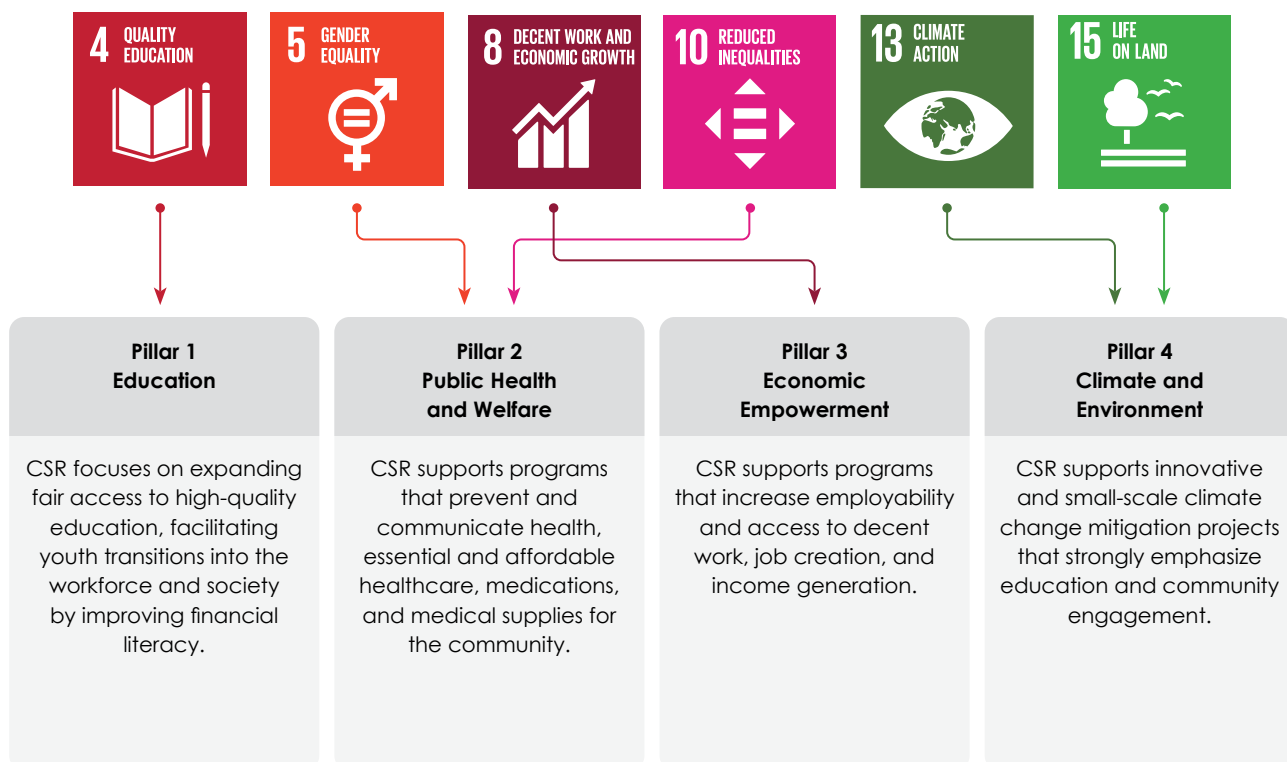 4 QUALITY
EDUCATION
5 GENDER
EQUALITY
8 DECENT WORK AND
ECONOMIC GROWTH
10 REDUCED
INEQUALITIES
13 CLIMATE
ACTION
15 LIFE
ON LAND
Pillar 1
Education
CSR focuses on expanding
fair access to high-quality
education, facilitating
youth transitions into the
workforce and society
by improving financial
literacy.
Pillar 2
Public Health
and Welfare
CSR supports programs
that prevent and
communicate health,
essential and affordable
healthcare, medications,
and medical supplies for
the community.
Pillar 3
Economic
Empowerment
CSR supports programs
that increase employability
and access to decent
work, job creation, and
income generation.
Pillar 4
Climate and
Environment
CSR supports innovative
and small-scale climate
change mitigation projects
that strongly emphasize
education and community
engagement.